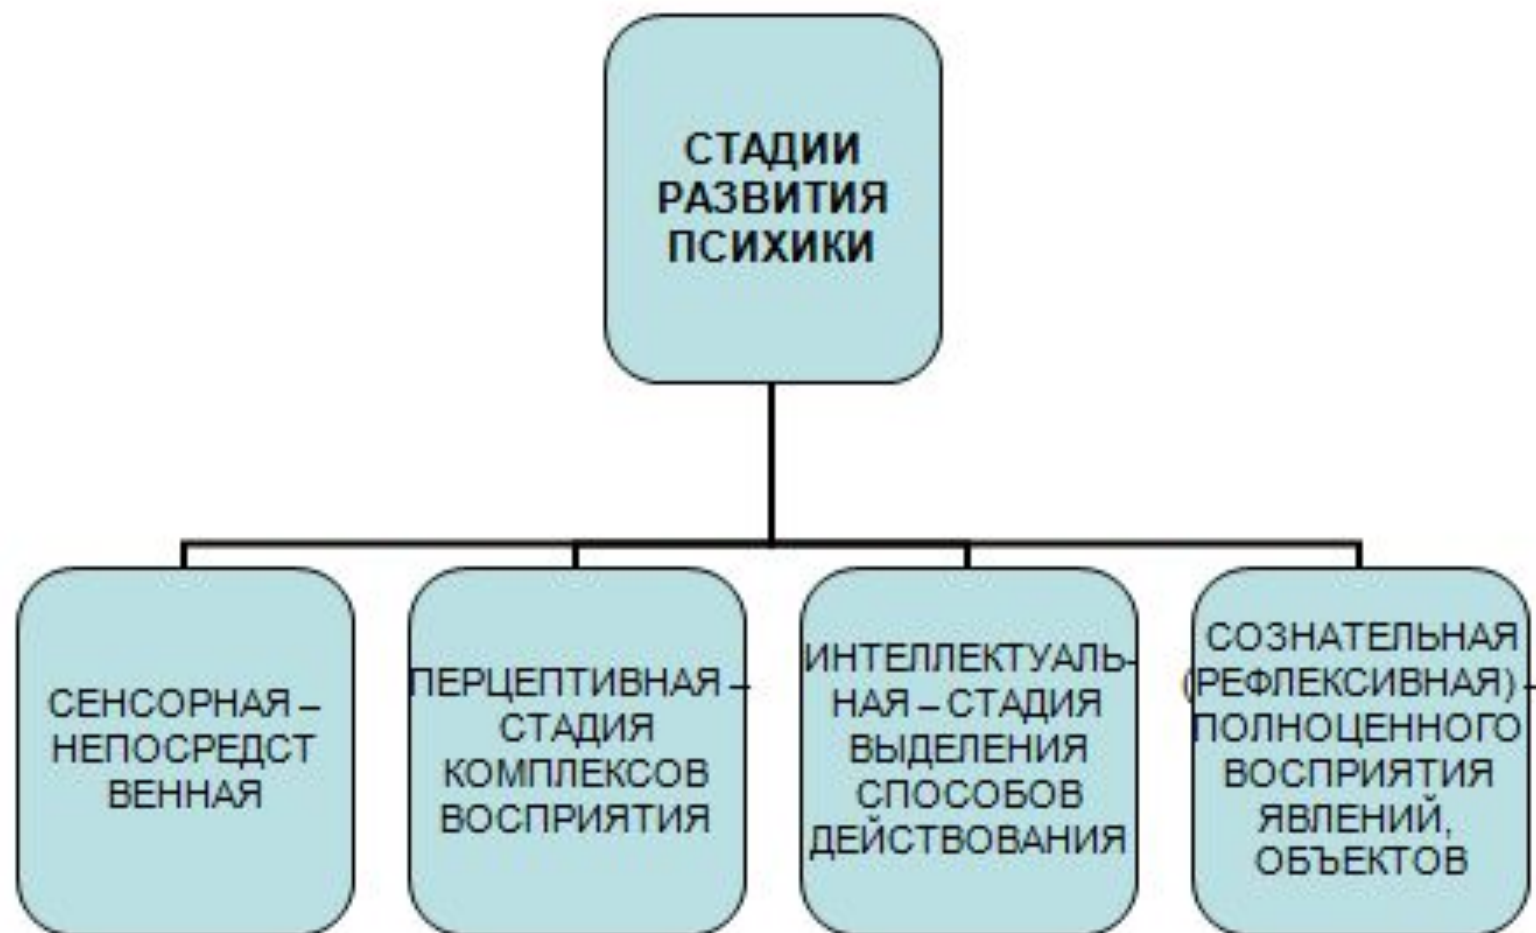 СТАДИИ
РАЗВИТИЯ
ПСИХИКИ
СЕНСОРНАЯ –
НЕПОСРЕДСТ
ВЕННАЯ
ПЕРЦЕПТИВНАЯ –
СТАДИЯ
КОМПЛЕКСОВ
ВОСПРИЯТИЯ
ИНТЕЛЛЕКТУАЛЬ-
НАЯ – СТАДИЯ
ВЫДЕЛЕНИЯ
СПОСОБОВ
ДЕЙСТВОВАНИЯ
СОЗНАТЕЛЬНАЯ
(РЕФЛЕКСИВНАЯ) –
ПОЛНОЦЕННОГО
ВОСПРИЯТИЯ
ЯВЛЕНИЙ,
ОБЪЕКТОВ